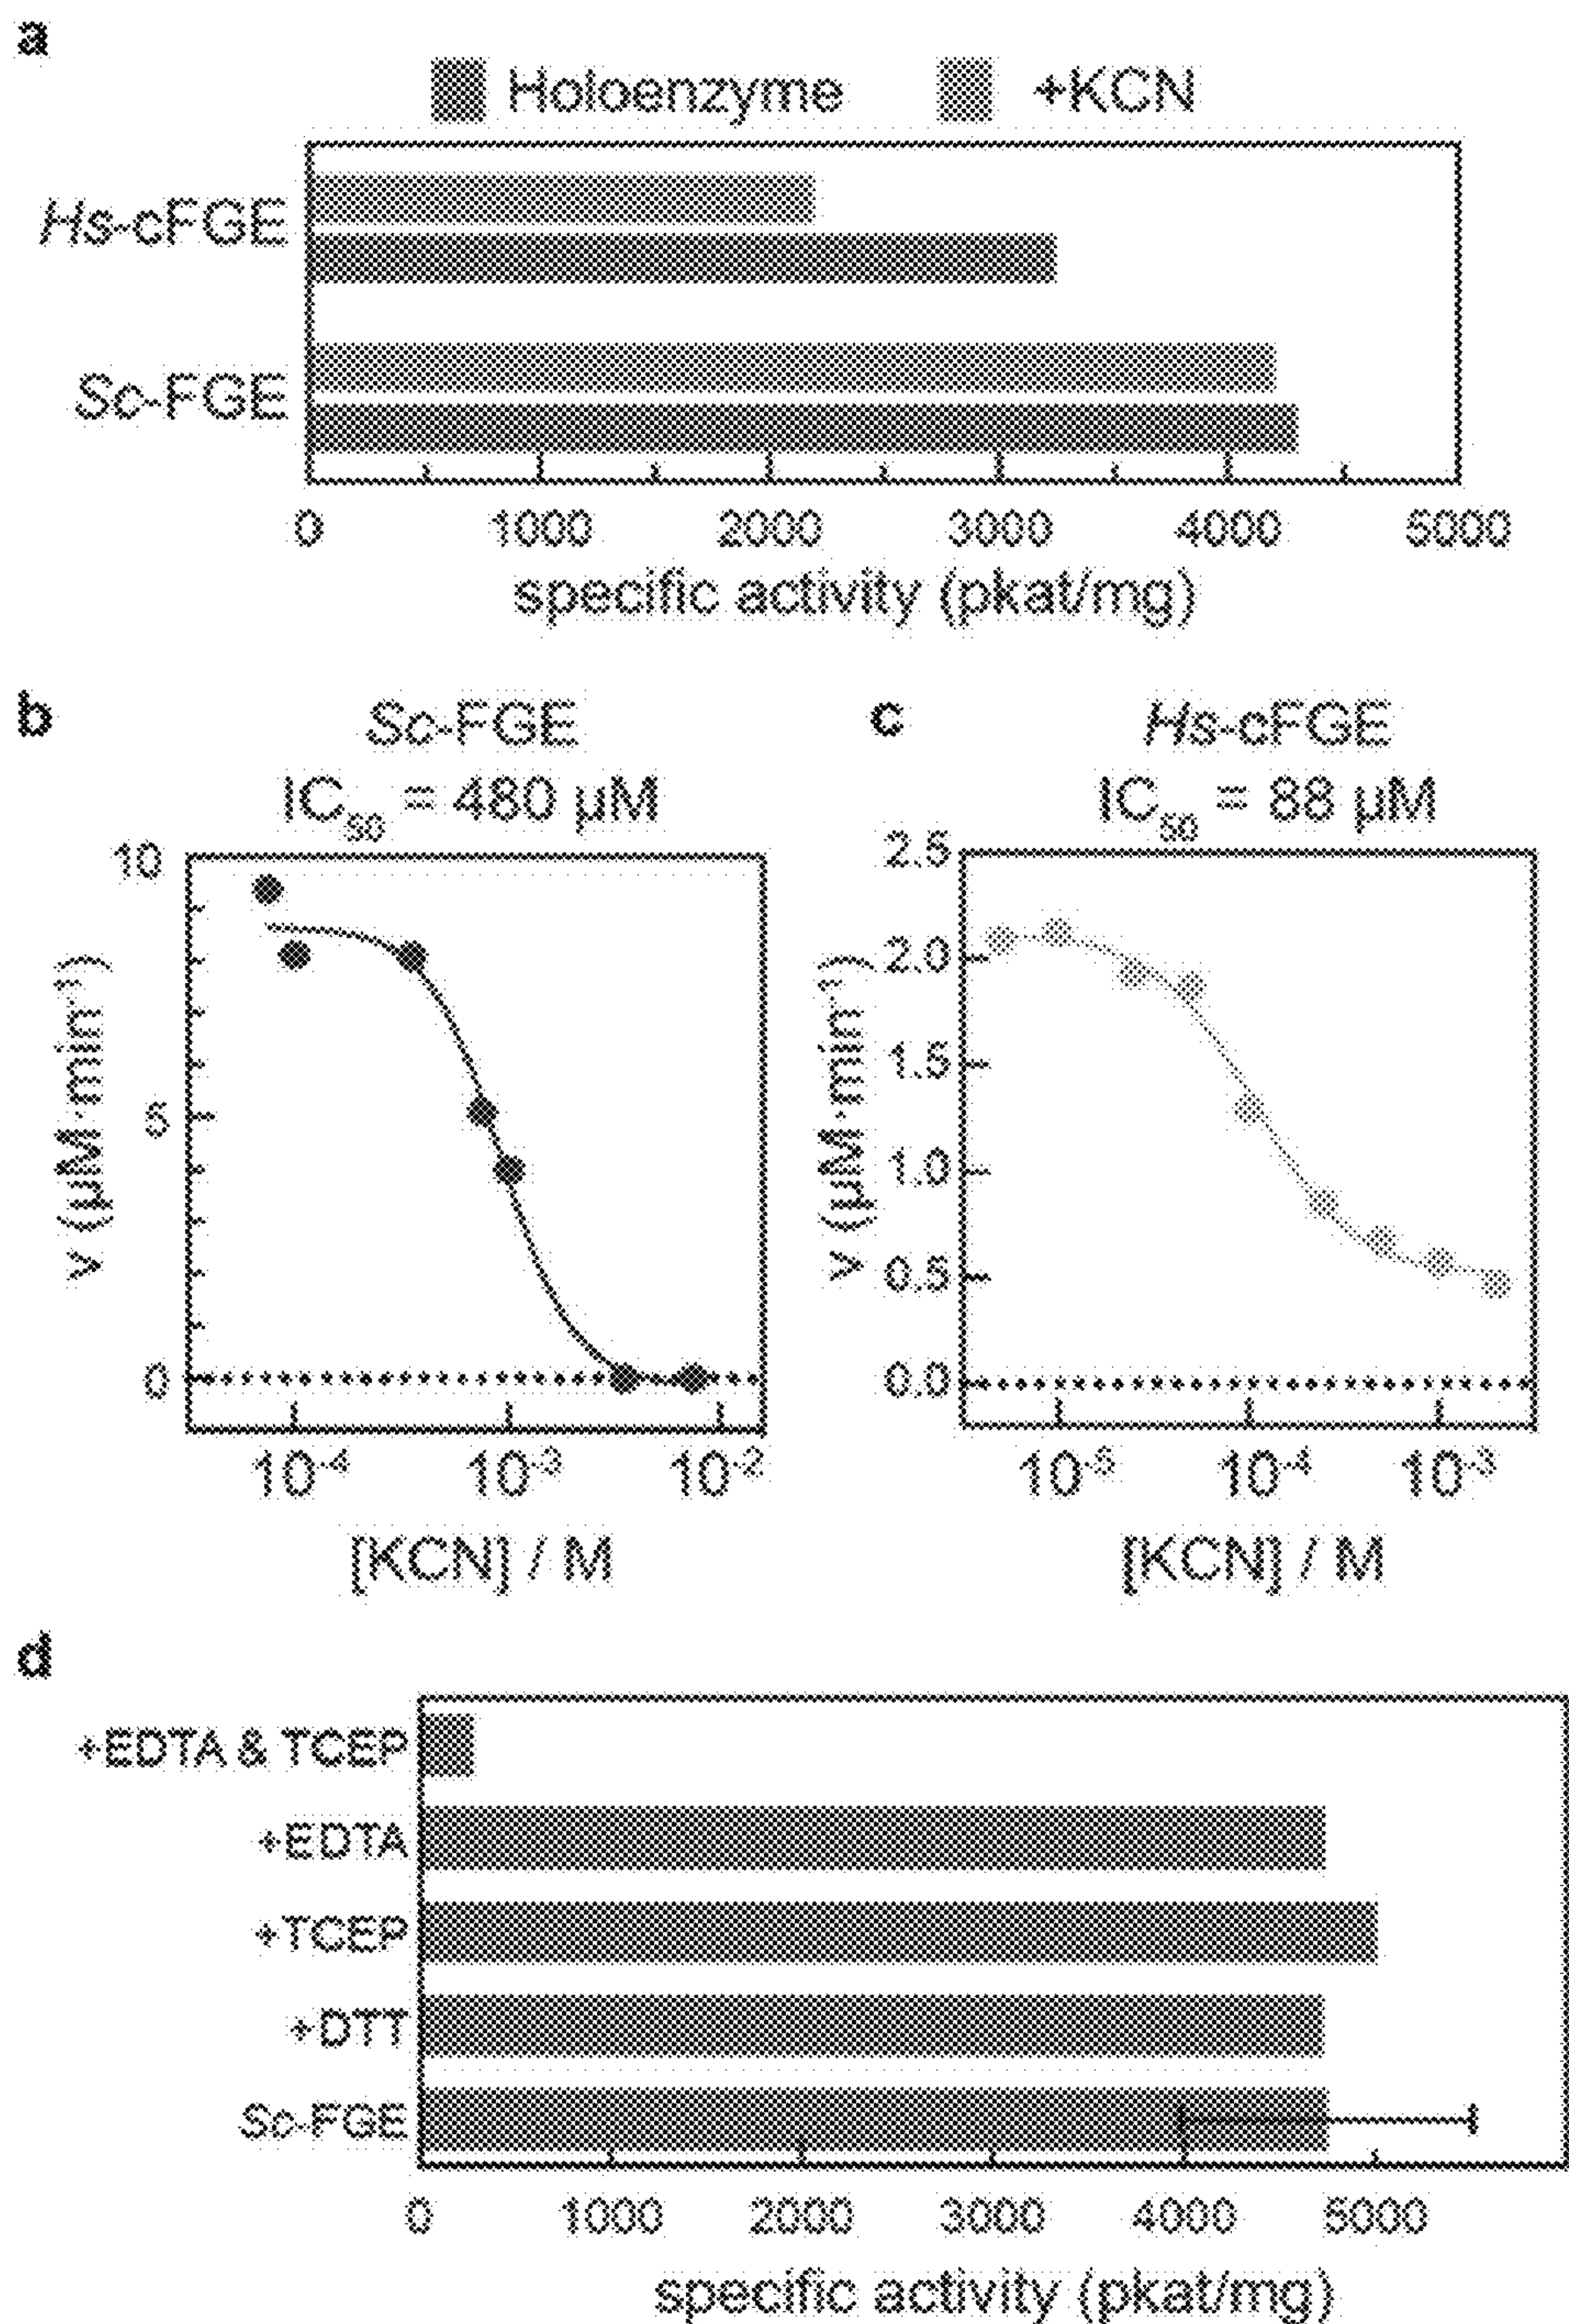 a
Holoenzyme +KCN
Hs-cFGE
Sc-FGE
0 1000 2000 3000 4000 5000
specific activity (pkat/mg)
b Sc-FGE
IC50 = 480 µM
10
5
0
v (µM·min-1)
10-4 10-3 10-2
[KCN] / M
c Hs-cFGE
IC50 = 88 µM
2.5
2.0
1.5
1.0
0.5
0.0
v (µM·min-1)
10-5 10-4 10-3
[KCN] / M
d
+EDTA & TCEP
+EDTA
+TCEP
+DTT
Sc-FGE
0 1000 2000 3000 4000 5000
specific activity (pkat/mg)